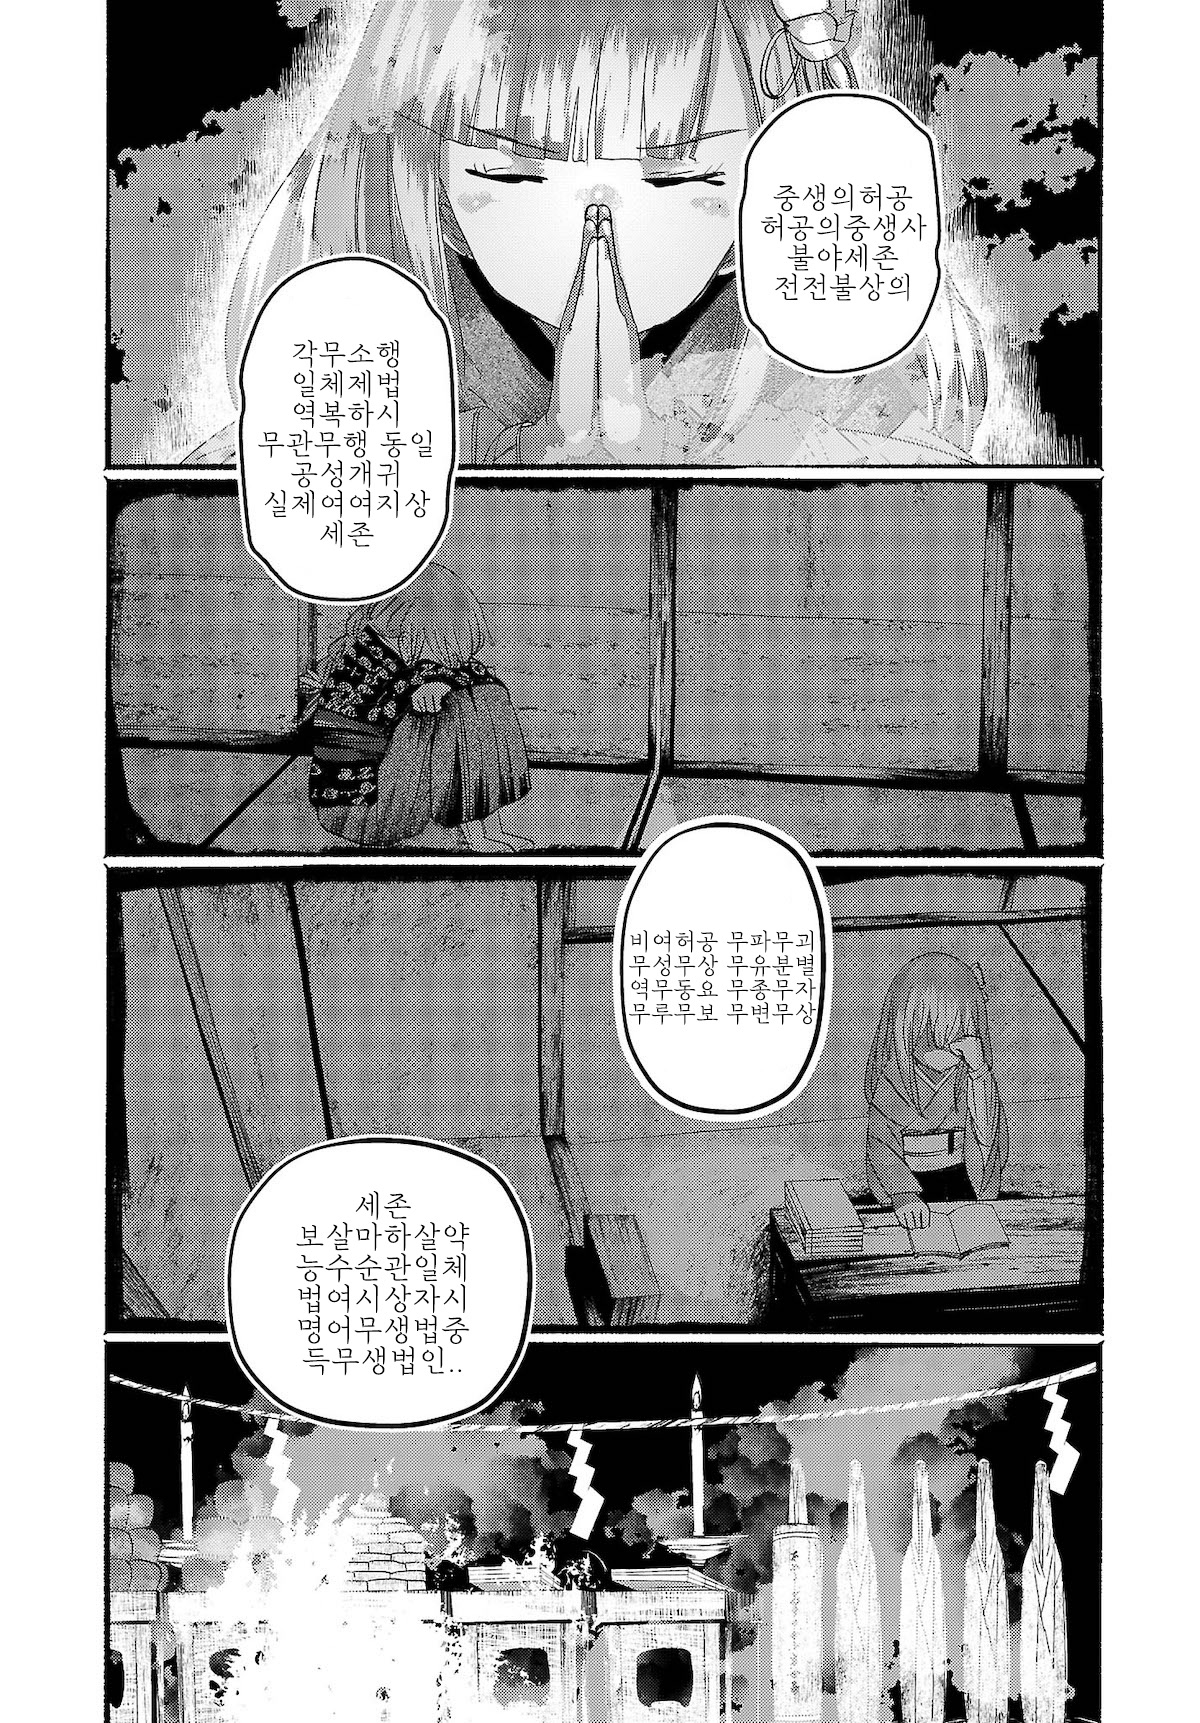 중생의허공
허공의중생사
불야세존
전전불상의
각무소행
일체제법
역복하시
무관무행 동일
공성개귀
실제여여지상
세존
비여허공 무파무괴
무성무상 무유분별
역무동요 무종무자
무루무보 무변무상
세존
보살마하살약
능수순관일체
법여시상자시
명어무생법중
득무생법인..